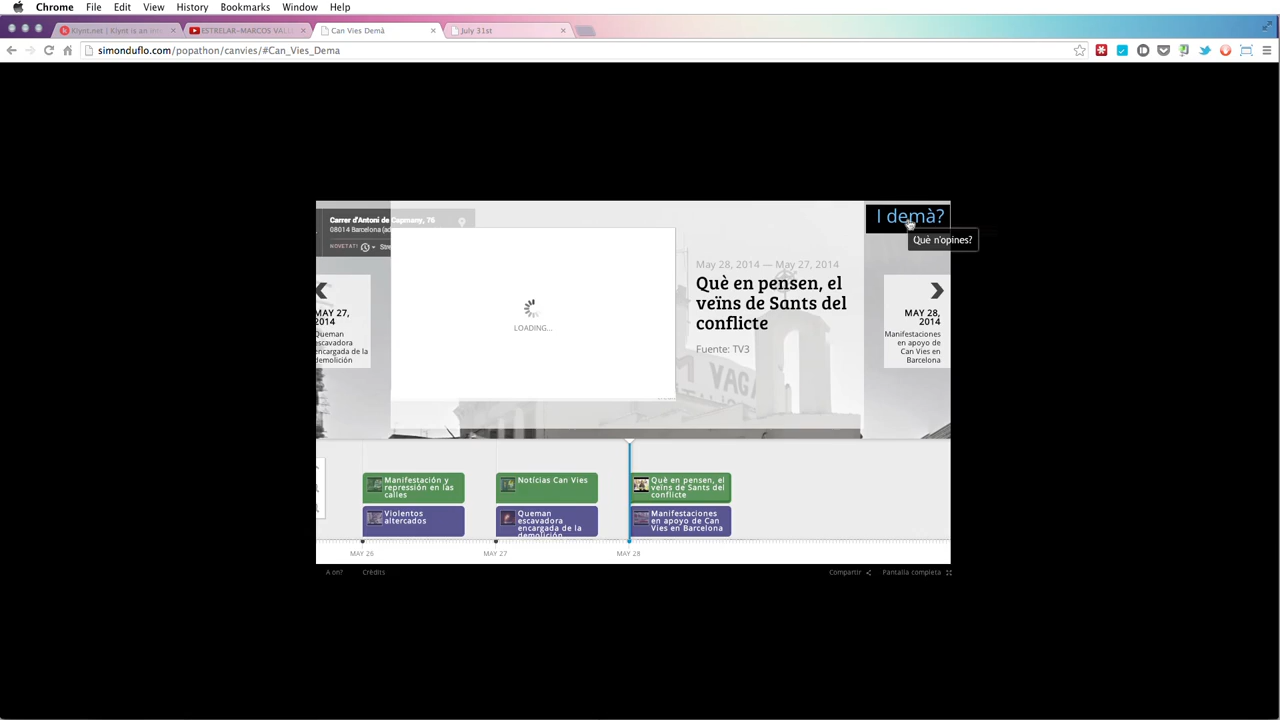 Chrome File Edit View History Bookmarks Window Help
Klynt.net | Klynt is an
ESTRELAR-MARCOS VAL
Can Vies Demà
July 31st
simonduflo.com/popathon/canvies/#Can_Vies_Dema
Carrer d'Antoni de Capmany, 76
08014 Barcelona
NOVETAT!
I demà?
Què n'opines?
MAY 27,
2014
Queman
escavadora
encargada de la
demolición
LOADING...
May 28, 2014 — May 27, 2014
Què en pensen, el
veïns de Sants del
conflicte
Fuente: TV3
MAY 28,
2014
Manifestaciones
en apoyo de
Can Vies en
Barcelona
Manifestación y
repressión en las
calles
Notícias Can Vies
Què en pensen, el
veïns de Sants del
conflicte
Violentos
altercados
Queman
escavadora
encargada de la
demolición
Manifestaciones
en apoyo de Can
Vies en Barcelona
MAY 26
MAY 27
MAY 28
A on?
Crèdits
Compartir
Pantalla completa